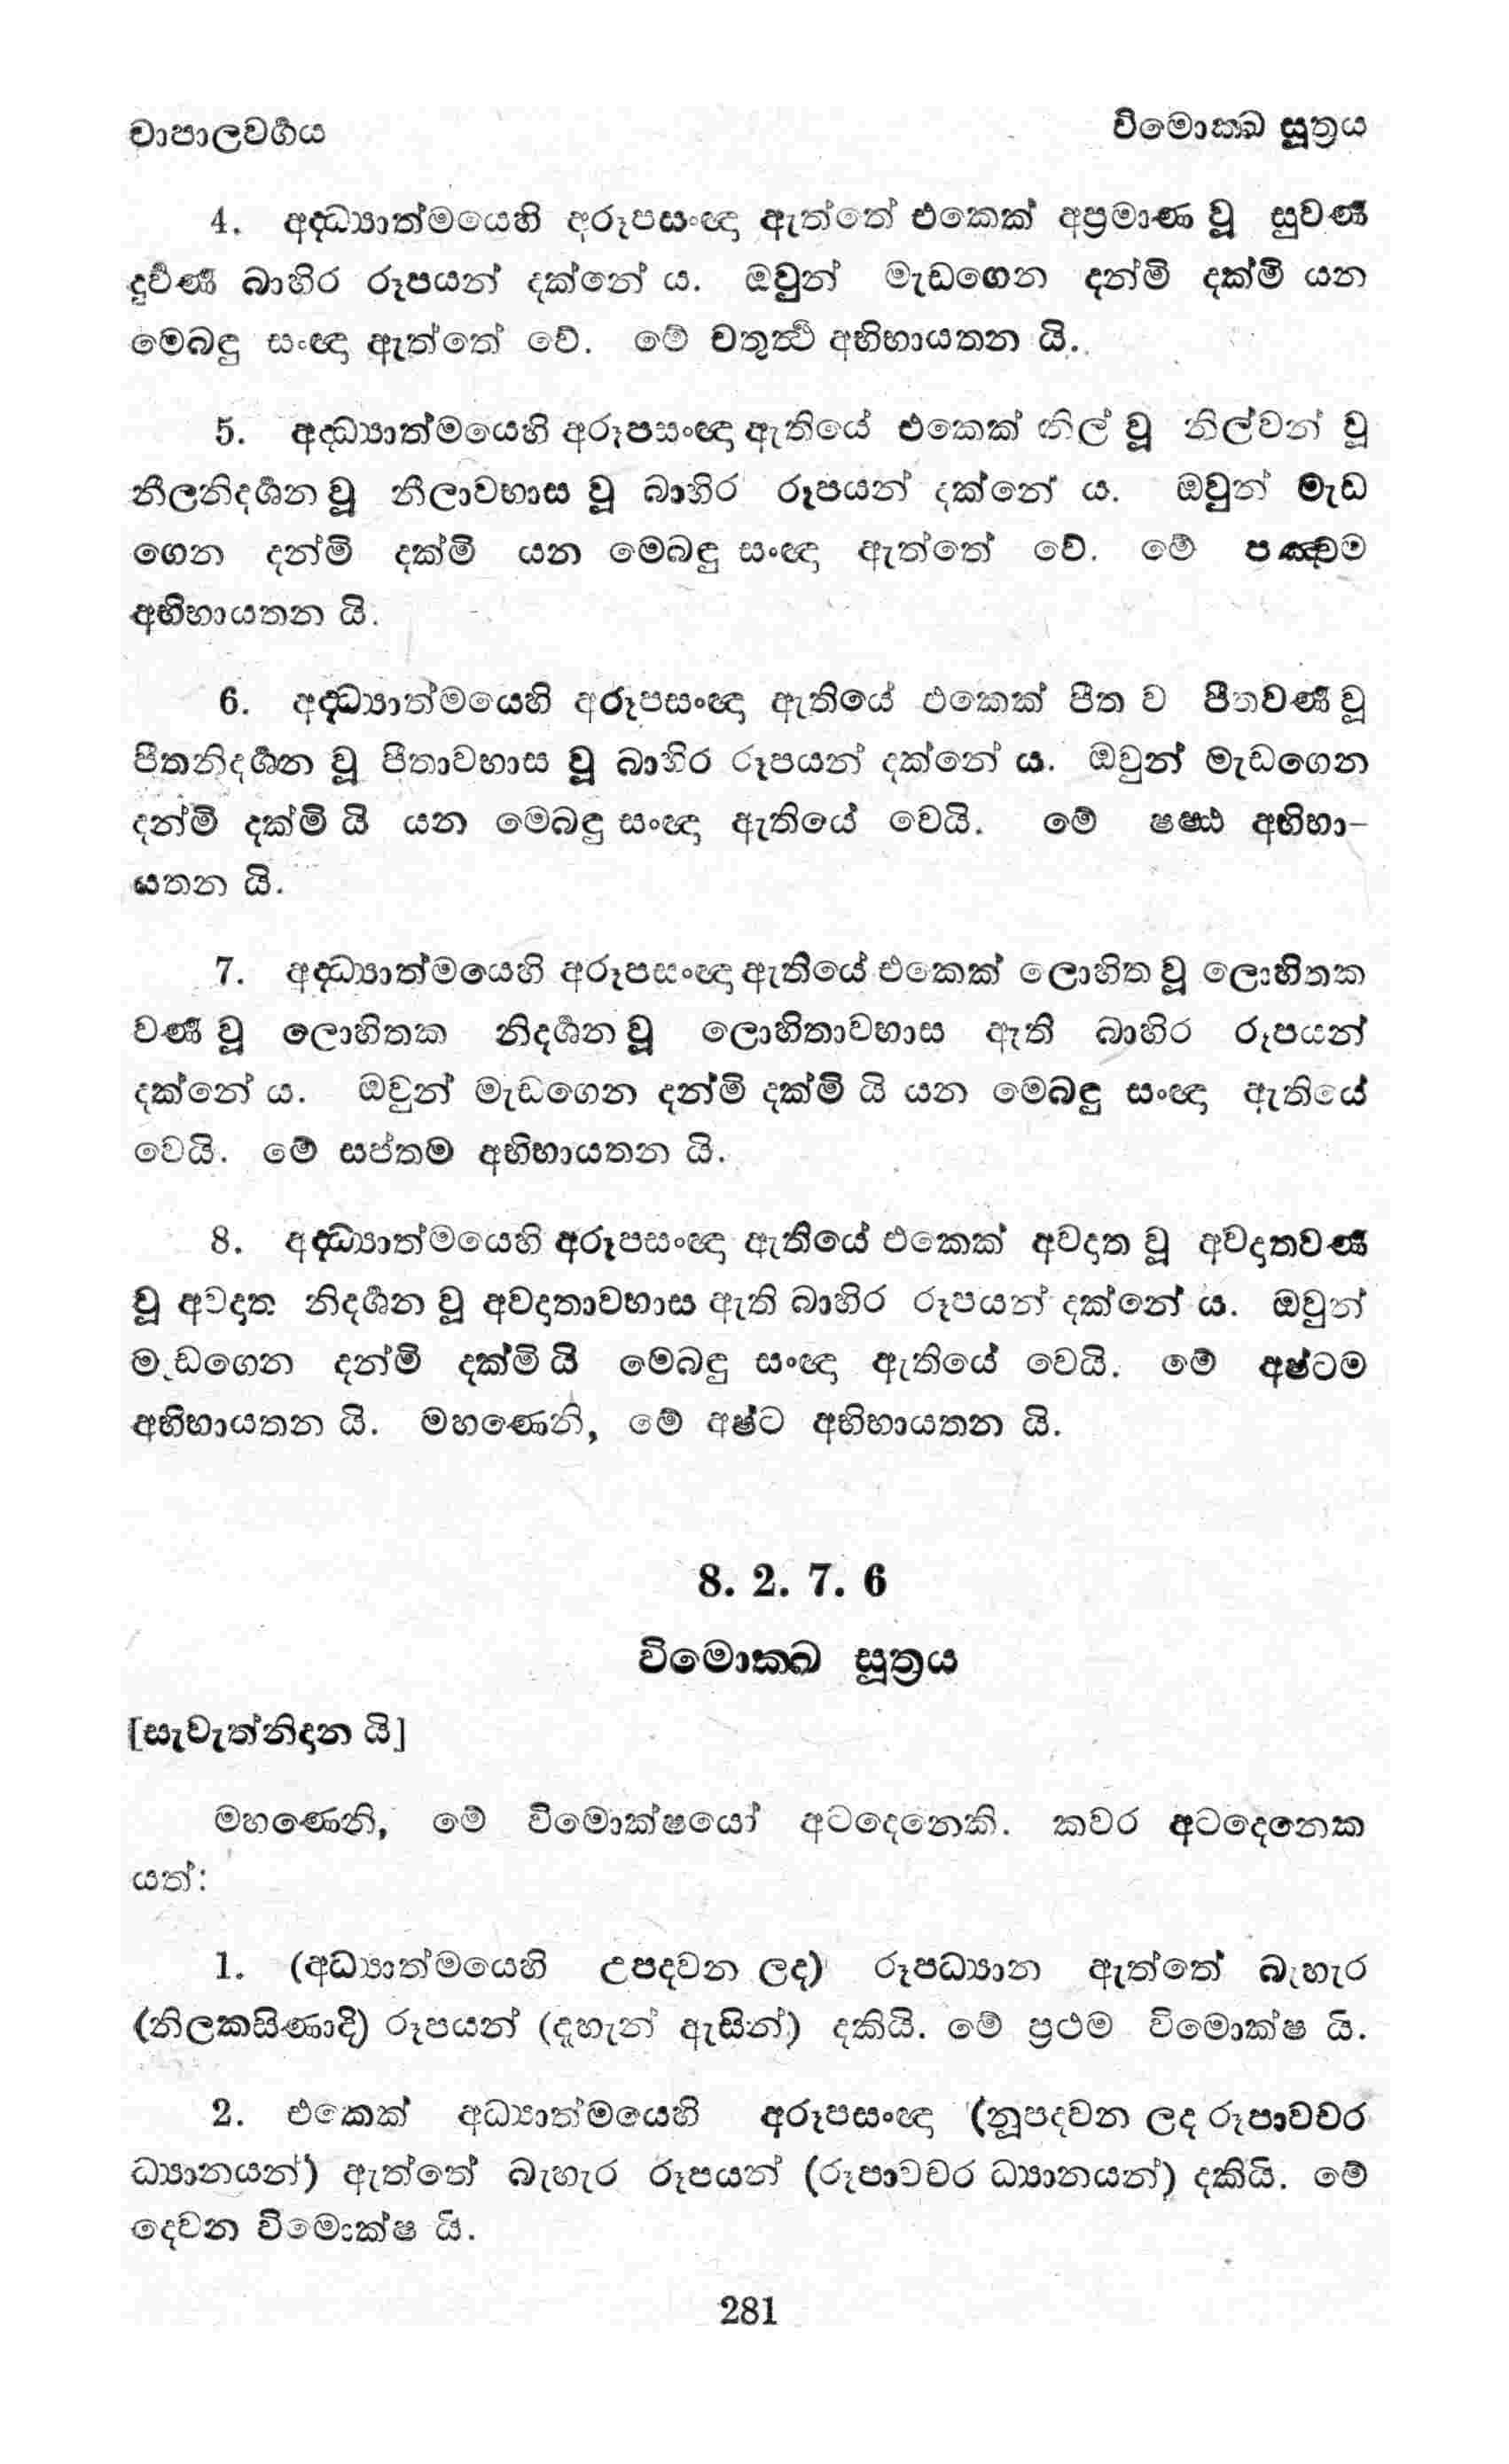 චාපාලවර්‍ගය
විමොක්‍ඛ සූත්‍රය
4. අද්‍ධ්‍යාත්මයෙහි අරූපසංඥා ඇත්තේ එකෙක් අප්‍රමාණ වූ සුවර්‍ණ
දුර්‍වර්‍ණ බාහිර රූපයන් දක්නේ ය. ඔවුන් මැඩගෙන දන්මි දක්මි යන
මෙබඳු සංඥා ඇත්තේ වේ. මේ චතුර්‍ත්‍ථ අභිභායතන යි.
5. අද්‍ධ්‍යාත්මයෙහි අරූපසංඥා ඇතියේ එකෙක් නිල් වූ නිල්වන් වූ
නීලනිදර්‍ශන වූ නීලාවභාස වූ බාහිර රූපයන් දක්නේ ය. ඔවුන් මැඩ
ගෙන දන්මි දක්මි යන මෙබඳු සංඥා ඇත්තේ වේ. මේ පඤ්‍චම
අභිභායතන යි.
6. අද්‍ධ්‍යාත්මයෙහි අරූපසංඥා ඇතියේ එකෙක් පීත ව පීතවර්‍ණ වූ
පීතනිදර්‍ශන වූ පීතාවභාස වූ බාහිර රූපයන් දක්නේ ය. ඔවුන් මැඩගෙන
දන්මි දක්මි යි යන මෙබඳු සංඥා ඇතියේ වෙයි. මේ ෂෂ්‍ඨ අභිභා-
යතන යි.
7. අද්‍ධ්‍යාත්මයෙහි අරූපසංඥා ඇතියේ එකෙක් ලොහිත වූ ලොහිතක
වර්‍ණ වූ ලොහිතක නිදර්‍ශන වූ ලොහිතාවභාස ඇති බාහිර රූපයන්
දක්නේ ය. ඔවුන් මැඩගෙන දන්මි දක්මි යි යන මෙබඳු සංඥා ඇතියේ
වෙයි. මේ සප්තම අභිභායතන යි.
8. අද්‍ධ්‍යාත්මයෙහි අරූපසංඥා ඇතියේ එකෙක් අවදාත වූ අවදාතවර්‍ණ
වූ අවදාත නිදර්‍ශන වූ අවදාතාවභාස ඇති බාහිර රූපයන් දක්නේ ය. ඔවුන්
මැඩගෙන දන්මි දක්මි යි මෙබඳු සංඥා ඇතියේ වෙයි. මේ අෂ්ටම
අභිභායතන යි. මහණෙනි, මේ අෂ්ට අභිභායතන යි.
8. 2. 7. 6
විමොක්‍ඛ සූත්‍රය
[සැවැත්නිදාන යි]
මහණෙනි, මේ විමොක්ෂයෝ අටදෙනෙකි. කවර අටදෙනෙක
යත්:
1. (අධ්‍යාත්මයෙහි උපදවන ලද) රූපධ්‍යාන ඇත්තේ බැහැර
(නිලකසිණාදි) රූපයන් (දැහැන් ඇසින්) දකියි. මේ ප්‍රථම විමොක්ෂ යි.
2. එකෙක් අධ්‍යාත්මයෙහි අරූපසංඥා (නූපදවන ලද රූපාවචර
ධ්‍යානයන්) ඇත්තේ බැහැර රූපයන් (රූපාවචර ධ්‍යානයන්) දකියි. මේ
දෙවන විමොක්ෂ යි.
281